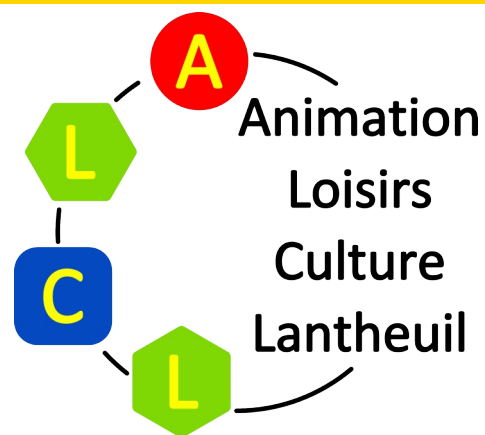 A
L
C
L
Animation
Loisirs
Culture
Lantheuil